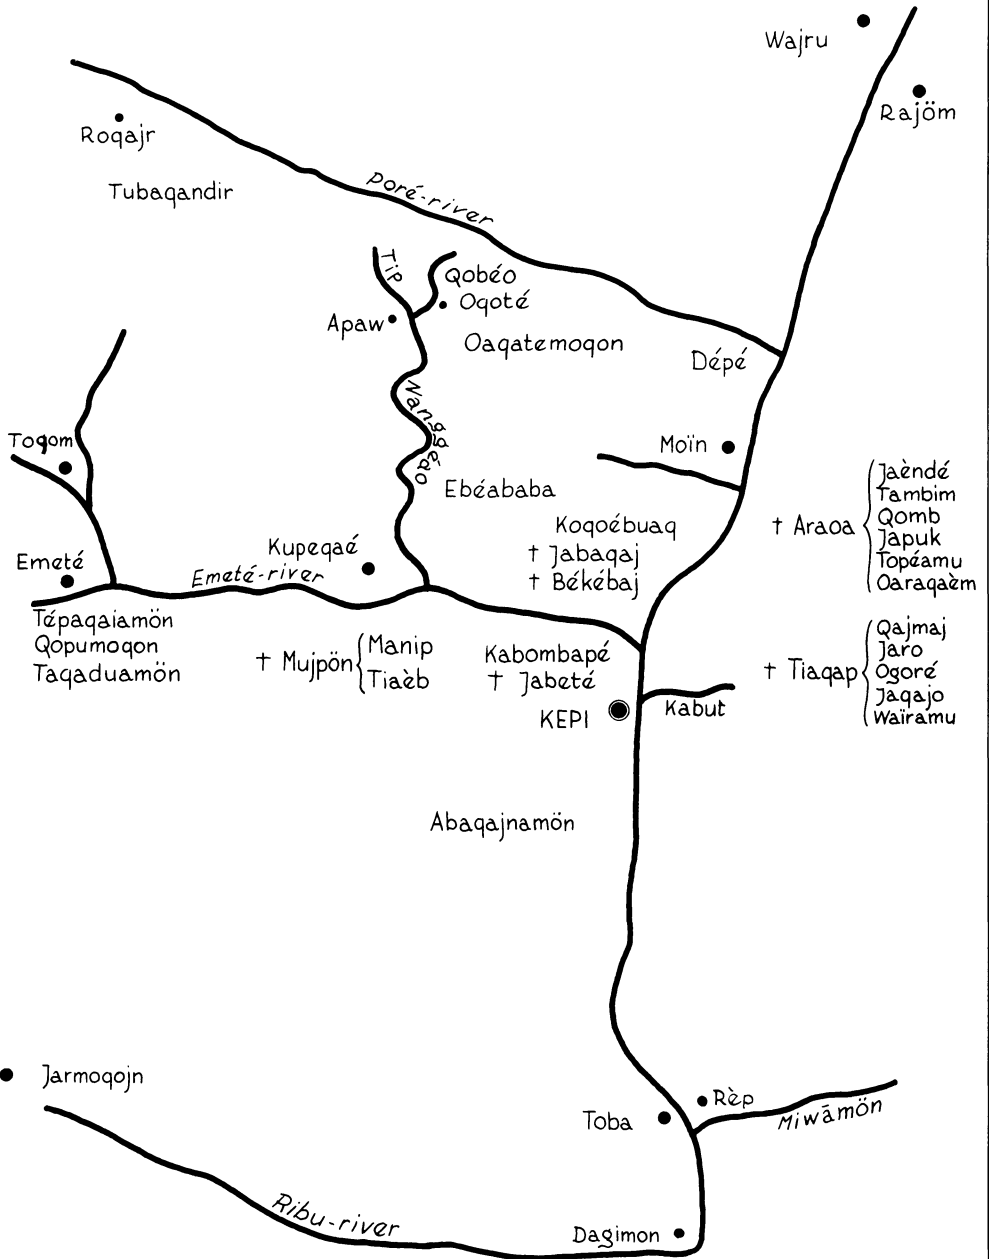 Wajru
Rajöm
Roqajr
Tubaqandir
poré-river
Tip
Qobéo
Oqoté
Apaw
Oaqatemoqon
Dépé
Nanggéao
Toqom
Moïn
Ebéababa
Koqoébuaq
† Jabaqaj
† Békébaj
† Araoa
Jaèndé
Tambim
Qomb
Japuk
Topéamu
Oaraqaèm
Emeté
Kupeqaé
Emeté-river
Tépaqaiamön
Qopumoqon
Taqaduamön
† Mujpön
Manip
Tiaèb
Kabombapé
† Jabeté
KEPI
Kabut
† Tiaqap
Qajmaj
Jaro
Ogoré
Jaqajo
Waïramu
Abaqajnamön
Jarmoqojn
Rèp
Toba
Miwāmön
Ribu-river
Dagimon